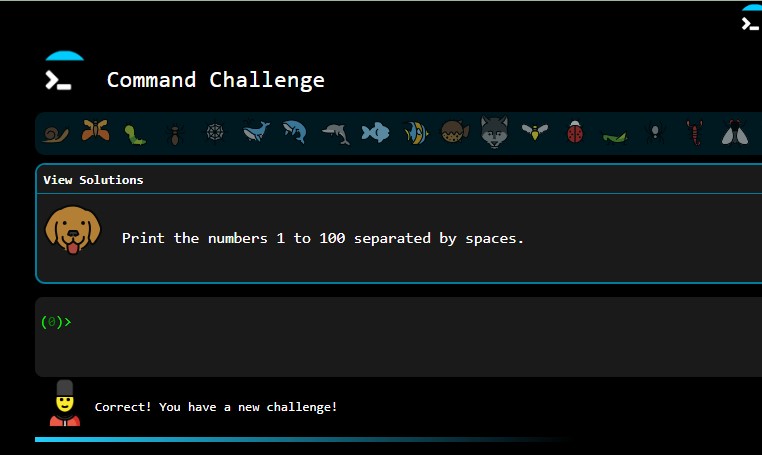 Command Challenge
View Solutions
Print the numbers 1 to 100 separated by spaces.
(0)>
Correct! You have a new challenge!